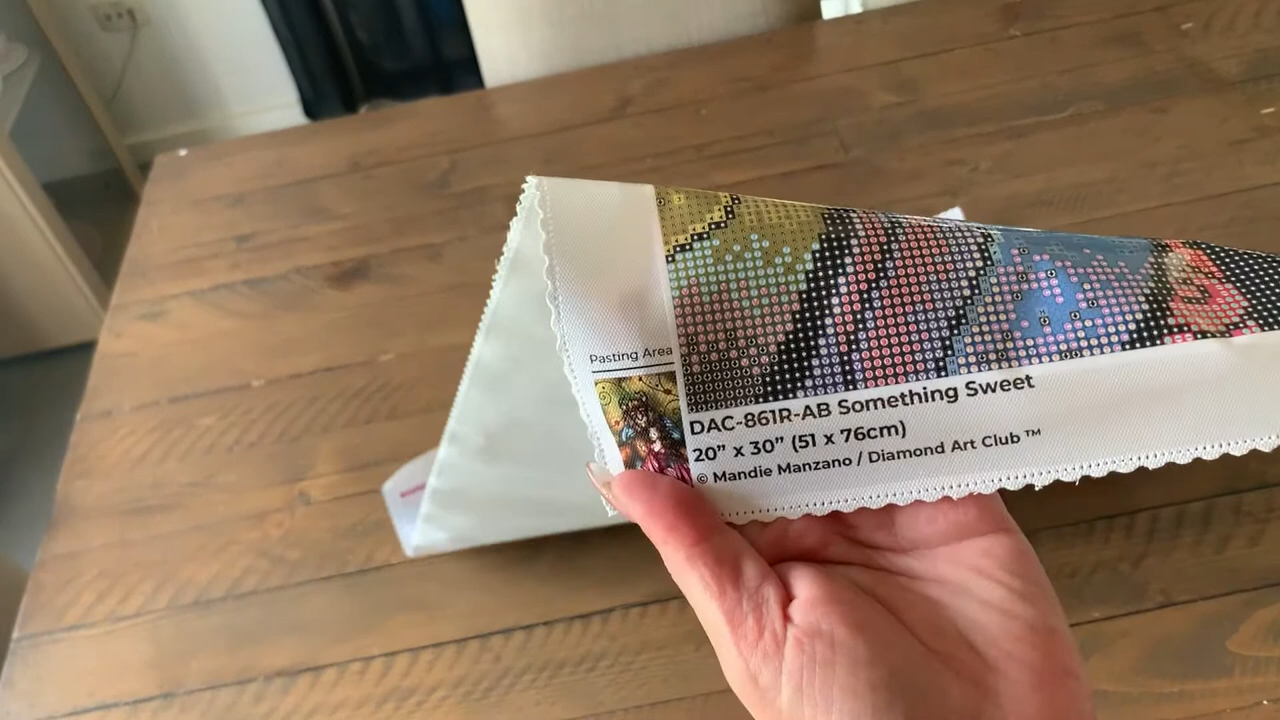 Pasting Area
DAC-861R-AB Something Sweet
20” x 30” (51 x 76cm)
© Mandie Manzano / Diamond Art Club ™